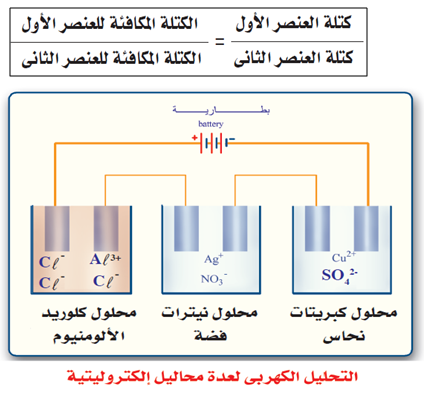 كتلة العنصر الأول = الكتلة المكافئة للعنصر الأول
كتلة العنصر الثانى الكتلة المكافئة للعنصر الثانى
بطارية
battery
+ -
Cℓ⁻ Aℓ³⁺ Ag⁺ Cu²⁺
Cℓ⁻ Cℓ⁻ NO₃⁻ SO₄²⁻
محلول كلوريد الألومنيوم
محلول نيترات فضة
محلول كبريتات نحاس
التحليل الكهربى لعدة محاليل إلكتروليتية